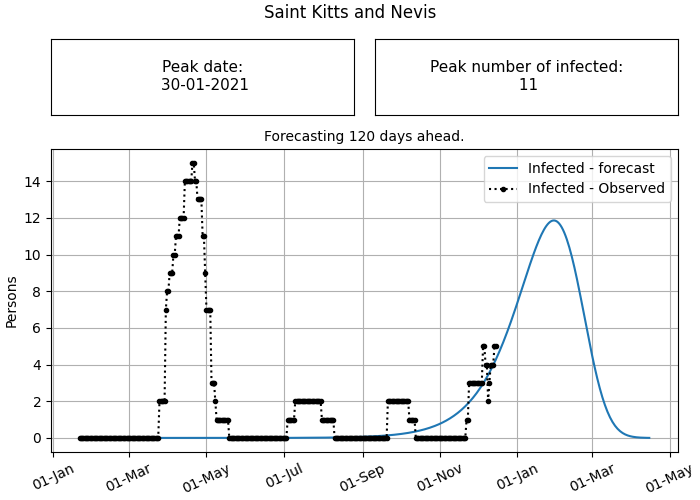 Saint Kitts and Nevis
Peak date:
30-01-2021
Peak number of infected:
11
Forecasting 120 days ahead.
Infected - forecast
Infected - Observed
Persons
14
12
10
8
6
4
2
0
01-Jan
01-Mar
01-May
01-Jul
01-Sep
01-Nov
01-Jan
01-Mar
01-May